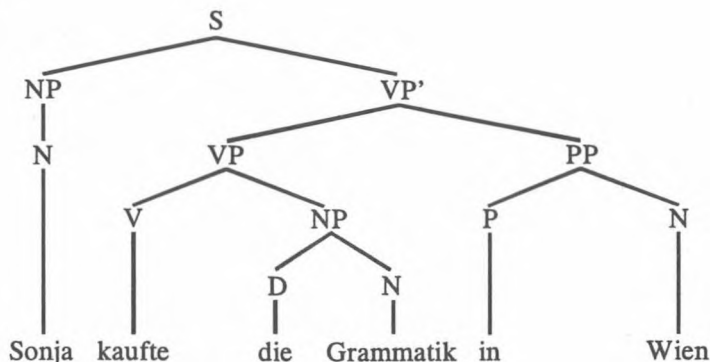 S
NP VP'
N VP PP
V NP P N
D N
Sonja kaufte die Grammatik in Wien